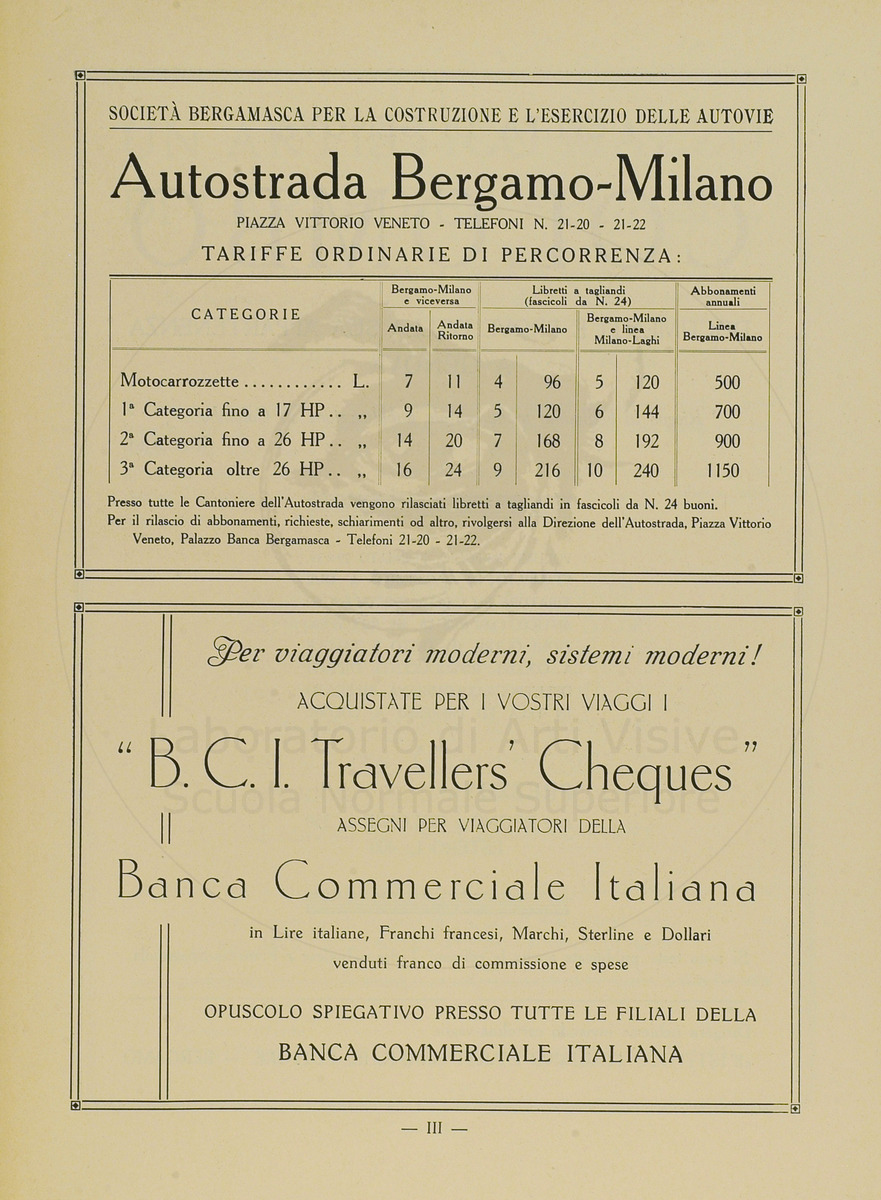 SOCIETÀ BERGAMASCA PER LA COSTRUZIONE E L'ESERCIZIO DELLE AUTOVIE
Autostrada Bergamo-Milano
PIAZZA VITTORIO VENETO - TELEFONI N. 21-20 - 21-22
TARIFFE ORDINARIE DI PERCORRENZA:
CATEGORIE
Bergamo-Milano
e viceversa
Andata
Andata
Ritorno
Libretti a tagliandi
(fascicoli da N. 24)
Bergamo-Milano
Bergamo-Milano
e linea
Milano-Laghi
Abbonamenti
annuali
Linea
Bergamo-Milano
Motocarrozzette ............ L. 7 11 4 96 5 120 500
1ª Categoria fino a 17 HP.. „ 9 14 5 120 6 144 700
2ª Categoria fino a 26 HP.. „ 14 20 7 168 8 192 900
3ª Categoria oltre 26 HP.. „ 16 24 9 216 10 240 1150
Presso tutte le Cantoniere dell'Autostrada vengono rilasciati libretti a tagliandi in fascicoli da N. 24 buoni.
Per il rilascio di abbonamenti, richieste, schiarimenti od altro, rivolgersi alla Direzione dell'Autostrada, Piazza Vittorio
Veneto, Palazzo Banca Bergamasca - Telefoni 21-20 - 21-22.
Per viaggiatori moderni, sistemi moderni!
ACQUISTATE PER I VOSTRI VIAGGI I
“ B. C. I. Travellers’ Cheques ”
ASSEGNI PER VIAGGIATORI DELLA
Banca Commerciale Italiana
in Lire italiane, Franchi francesi, Marchi, Sterline e Dollari
venduti franco di commissione e spese
OPUSCOLO SPIEGATIVO PRESSO TUTTE LE FILIALI DELLA
BANCA COMMERCIALE ITALIANA
— III —
Laboratorio di Arti Visive
Scuola Normale Superiore